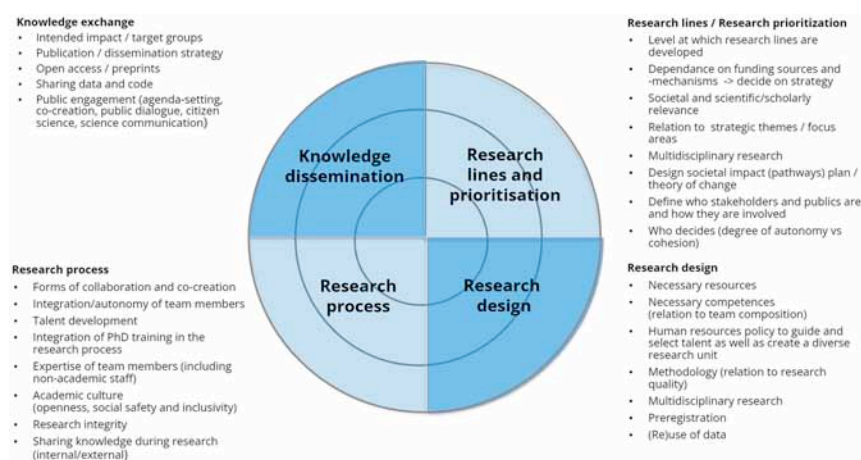 Knowledge exchange
• Intended impact / target groups
• Publication / dissemination strategy
• Open access / preprints
• Sharing data and code
• Public engagement (agenda-setting,
co-creation, public dialogue, citizen
science, science communication)
Research lines / Research prioritization
• Level at which research lines are
developed
• Dependance on funding sources and
-mechanisms -> decide on strategy
• Societal and scientific/scholarly
relevance
• Relation to strategic themes / focus
areas
• Multidisciplinary research
• Design societal impact (pathways) plan /
theory of change
• Define who stakeholders and publics are
and how they are involved
• Who decides (degree of autonomy vs
cohesion)
Knowledge
dissemination
Research
lines and
prioritisation
Research
process
Research
design
Research process
• Forms of collaboration and co-creation
• Integration/autonomy of team members
• Talent development
• Integration of PhD training in the
research process
• Expertise of team members (including
non-academic staff)
• Academic culture
(openness, social safety and inclusivity)
• Research integrity
• Sharing knowledge during research
(internal/external)
Research design
• Necessary resources
• Necessary competences
(relation to team composition)
• Human resources policy to guide and
select talent as well as create a diverse
research unit
• Methodology (relation to research
quality)
• Multidisciplinary research
• Preregistration
• (Re)use of data